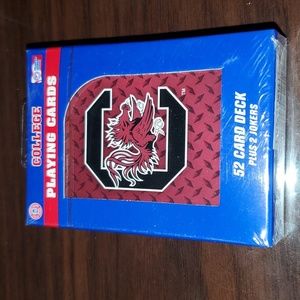 COLLEGE
PLAYING CARDS
52 CARD DECK
PLUS 2 JOKERS